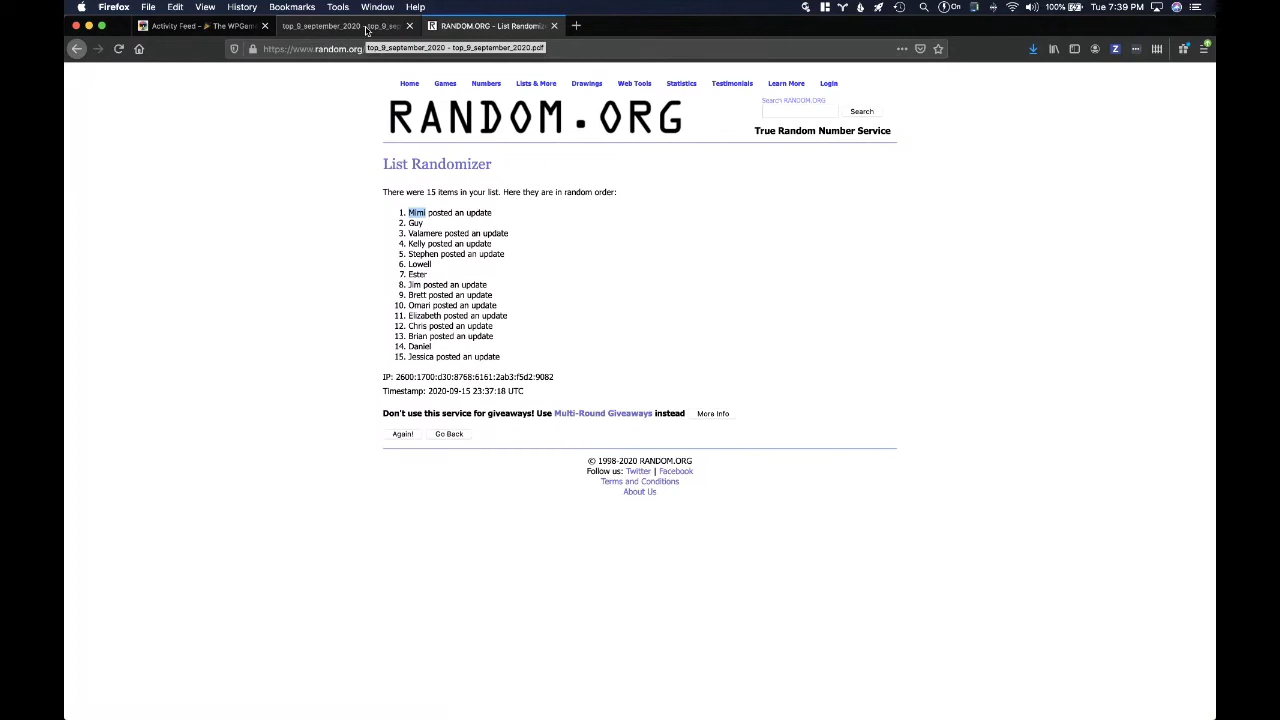 Firefox File Edit View History Bookmarks Tools Window Help
Tue 7:39 PM
Activity Feed – 🎉 The WPGam
top_9_september_2020 - top_9_sep
RANDOM.ORG - List Randomiz
https://www.random.org
top_9_september_2020 - top_9_september_2020.pdf
Home Games Numbers Lists & More Drawings Web Tools Statistics Testimonials Learn More Login
RANDOM.ORG
Search RANDOM.ORG
Search
True Random Number Service
List Randomizer
There were 15 items in your list. Here they are in random order:
1. Mimi posted an update
2. Guy
3. Valamere posted an update
4. Kelly posted an update
5. Stephen posted an update
6. Lowell
7. Ester
8. Jim posted an update
9. Brett posted an update
10. Omari posted an update
11. Elizabeth posted an update
12. Chris posted an update
13. Brian posted an update
14. Daniel
15. Jessica posted an update
IP: 2600:1700:d30:8768:6161:2ab3:f5d2:9082
Timestamp: 2020-09-15 23:37:18 UTC
Don't use this service for giveaways! Use Multi-Round Giveaways instead More Info
Again! Go Back
© 1998-2020 RANDOM.ORG
Follow us: Twitter | Facebook
Terms and Conditions
About Us